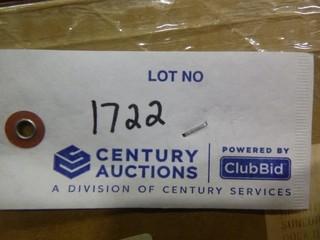 LOT NO
1722
CENTURY
AUCTIONS
POWERED BY
ClubBid
A DIVISION OF CENTURY SERVICES